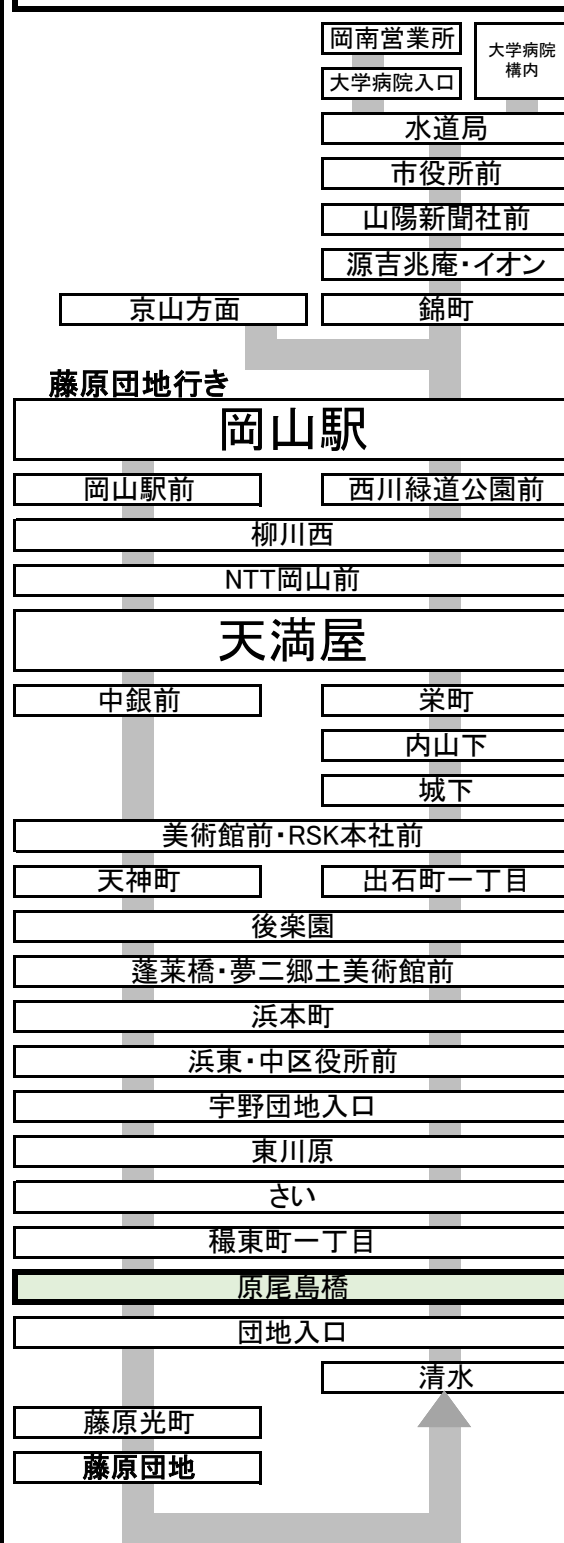 岡南営業所
大学病院
構内
大学病院入口
水道局
市役所前
山陽新聞社前
源吉兆庵・イオン
京山方面
錦町
藤原団地行き
岡山駅
岡山駅前
西川緑道公園前
柳川西
NTT岡山前
天満屋
中銀前
栄町
内山下
城下
美術館前・RSK本社前
天神町
出石町一丁目
後楽園
蓬莱橋・夢二郷土美術館前
浜本町
浜東・中区役所前
宇野団地入口
東川原
さい
穝東町一丁目
原尾島橋
団地入口
清水
藤原光町
藤原団地